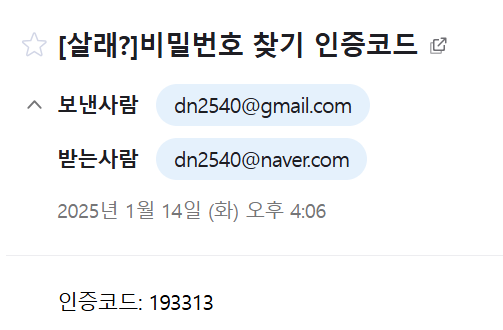 [살래?]비밀번호 찾기 인증코드
보낸사람 dn2540@gmail.com
받는사람 dn2540@naver.com
2025년 1월 14일 (화) 오후 4:06
인증코드: 193313